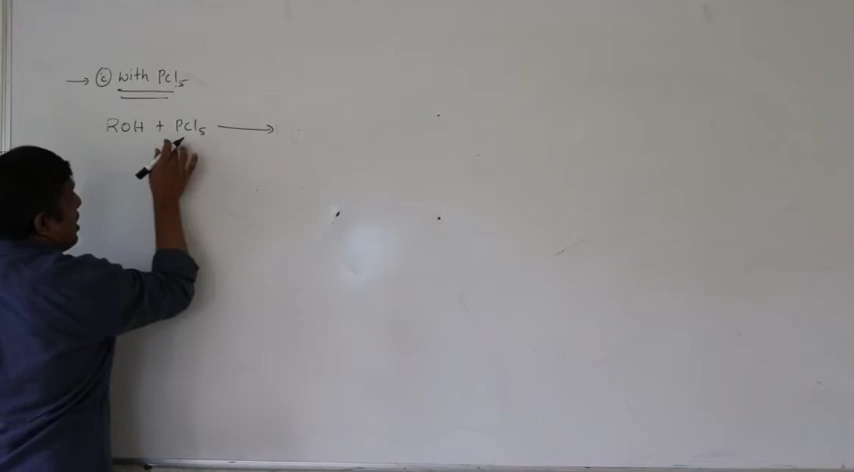 → (c) with PCl5
ROH + PCl5 →